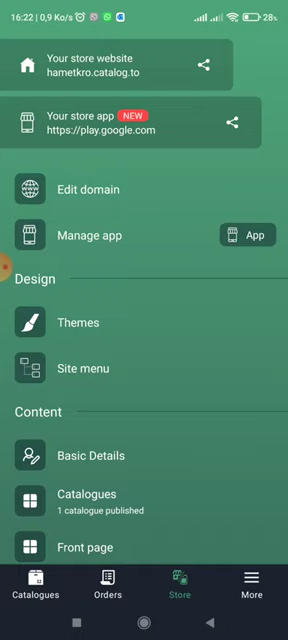 16:22 | 0,9 Ко/s
28%
Your store website
hametkro.catalog.to
Your store app NEW
https://play.google.com
Edit domain
Manage app
App
Design
Themes
Site menu
Content
Basic Details
Catalogues
1 catalogue published
Front page
Catalogues
Orders
Store
More